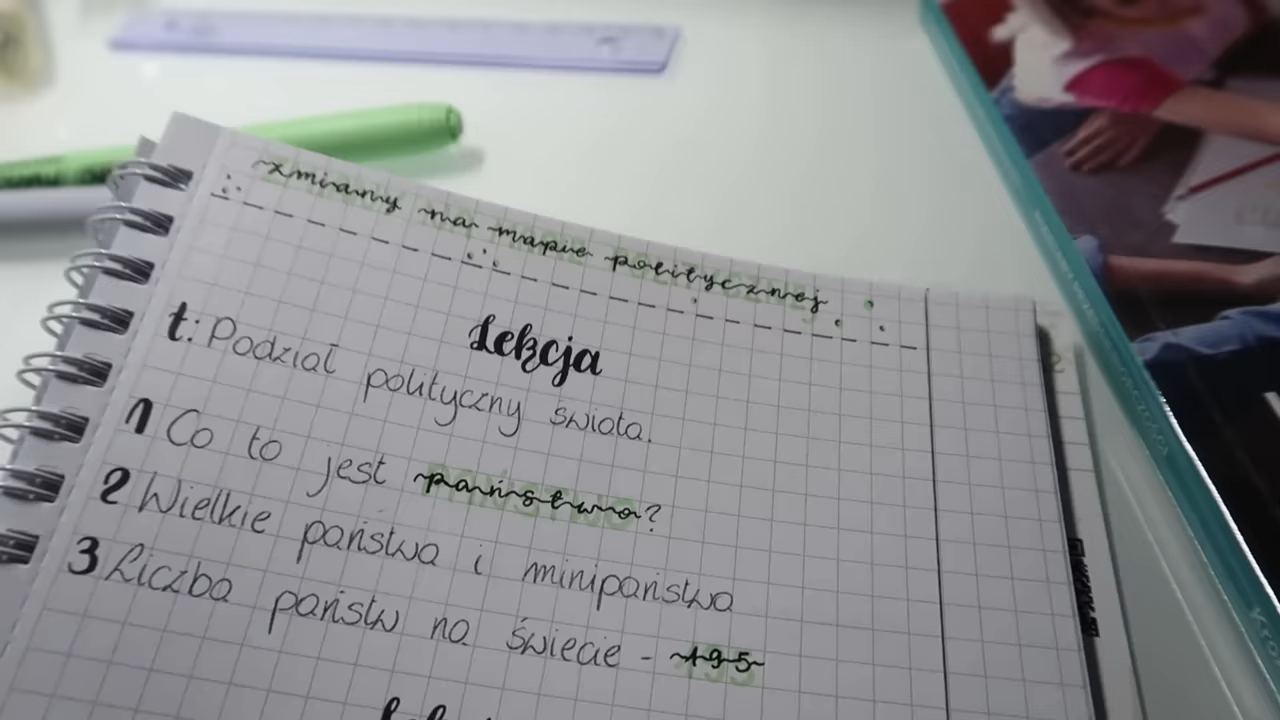 zmiany na mapie politycznej
Lekcja
t: Podział polityczny świata.
1 Co to jest państwo?
2 Wielkie państwa i minipaństwa
3 Liczba państw na świecie - 195